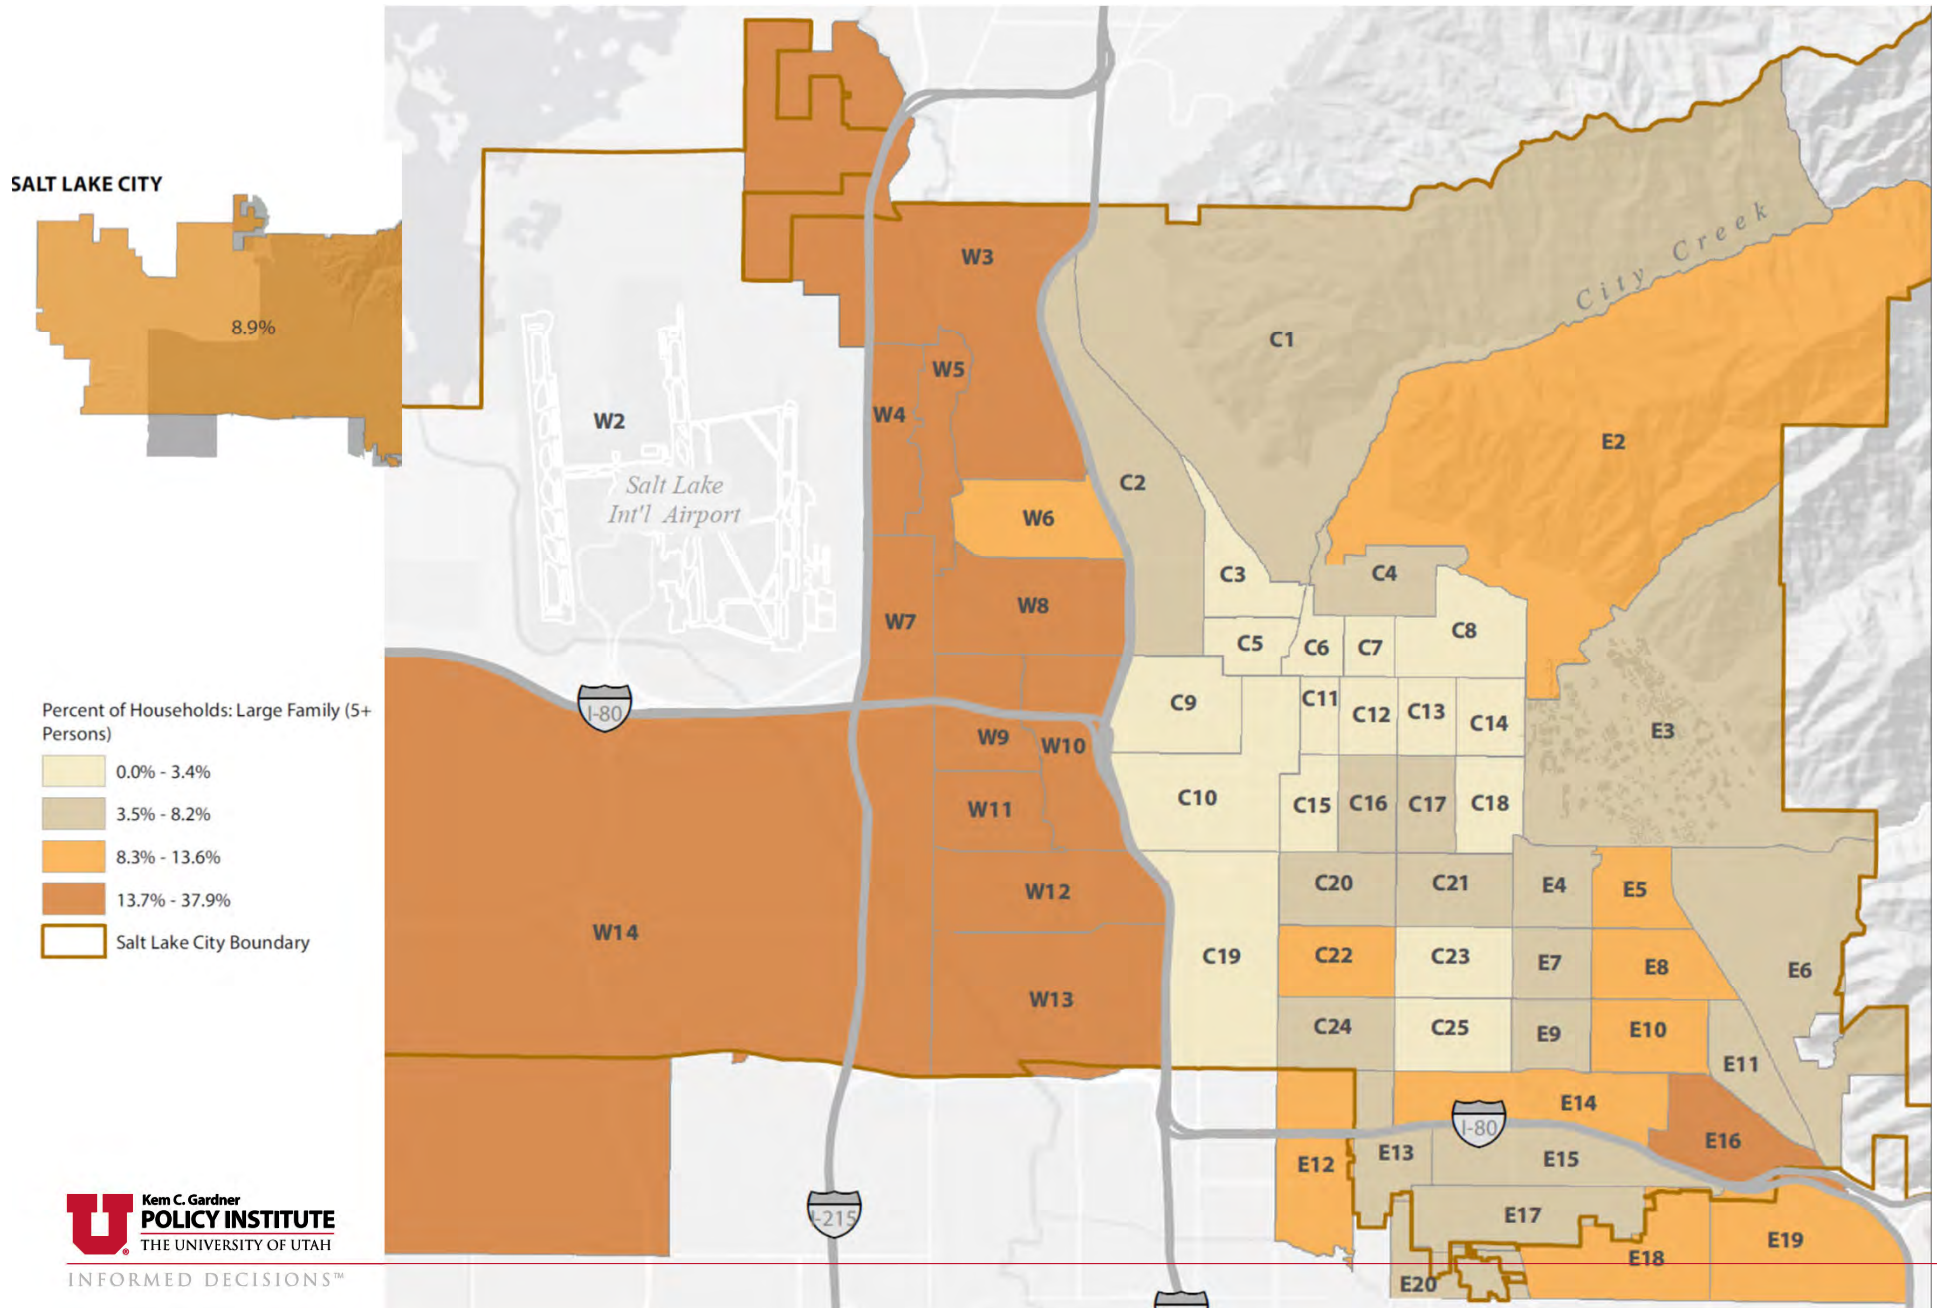 SALT LAKE CITY
8.9%
Percent of Households: Large Family (5+
Persons)
0.0% - 3.4%
3.5% - 8.2%
8.3% - 13.6%
13.7% - 37.9%
Salt Lake City Boundary
Kem C. Gardner
POLICY INSTITUTE
THE UNIVERSITY OF UTAH
INFORMED DECISIONS™
City Creek
W3
C1
W5
W4
W2
E2
Salt Lake
Int'l Airport
C2
W6
C3
C4
W8
W7
C5
C6
C7
C8
I-80
C9
C11
C12
C13
C14
E3
W9
W10
C10
C15
C16
C17
C18
W11
W12
C20
C21
E4
E5
W14
C19
C22
C23
E7
E8
E6
W13
C24
C25
E9
E10
E11
E14
I-80
E16
E12
E13
E15
I-215
E17
E19
E18
E20